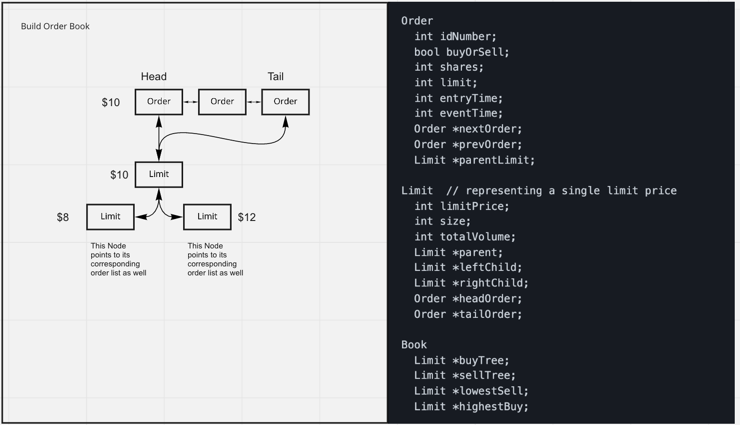 Build Order Book
Head
Tail
$10
Order
Order
Order
$10
Limit
$8
Limit
Limit
$12
This Node
points to its
corresponding
order list as well
This Node
points to its
corresponding
order list as well
Order
int idNumber;
bool buyOrSell;
int shares;
int limit;
int entryTime;
int eventTime;
Order *nextOrder;
Order *prevOrder;
Limit *parentLimit;
Limit  // representing a single limit price
int limitPrice;
int size;
int totalVolume;
Limit *parent;
Limit *leftChild;
Limit *rightChild;
Order *headOrder;
Order *tailOrder;
Book
Limit *buyTree;
Limit *sellTree;
Limit *lowestSell;
Limit *highestBuy;